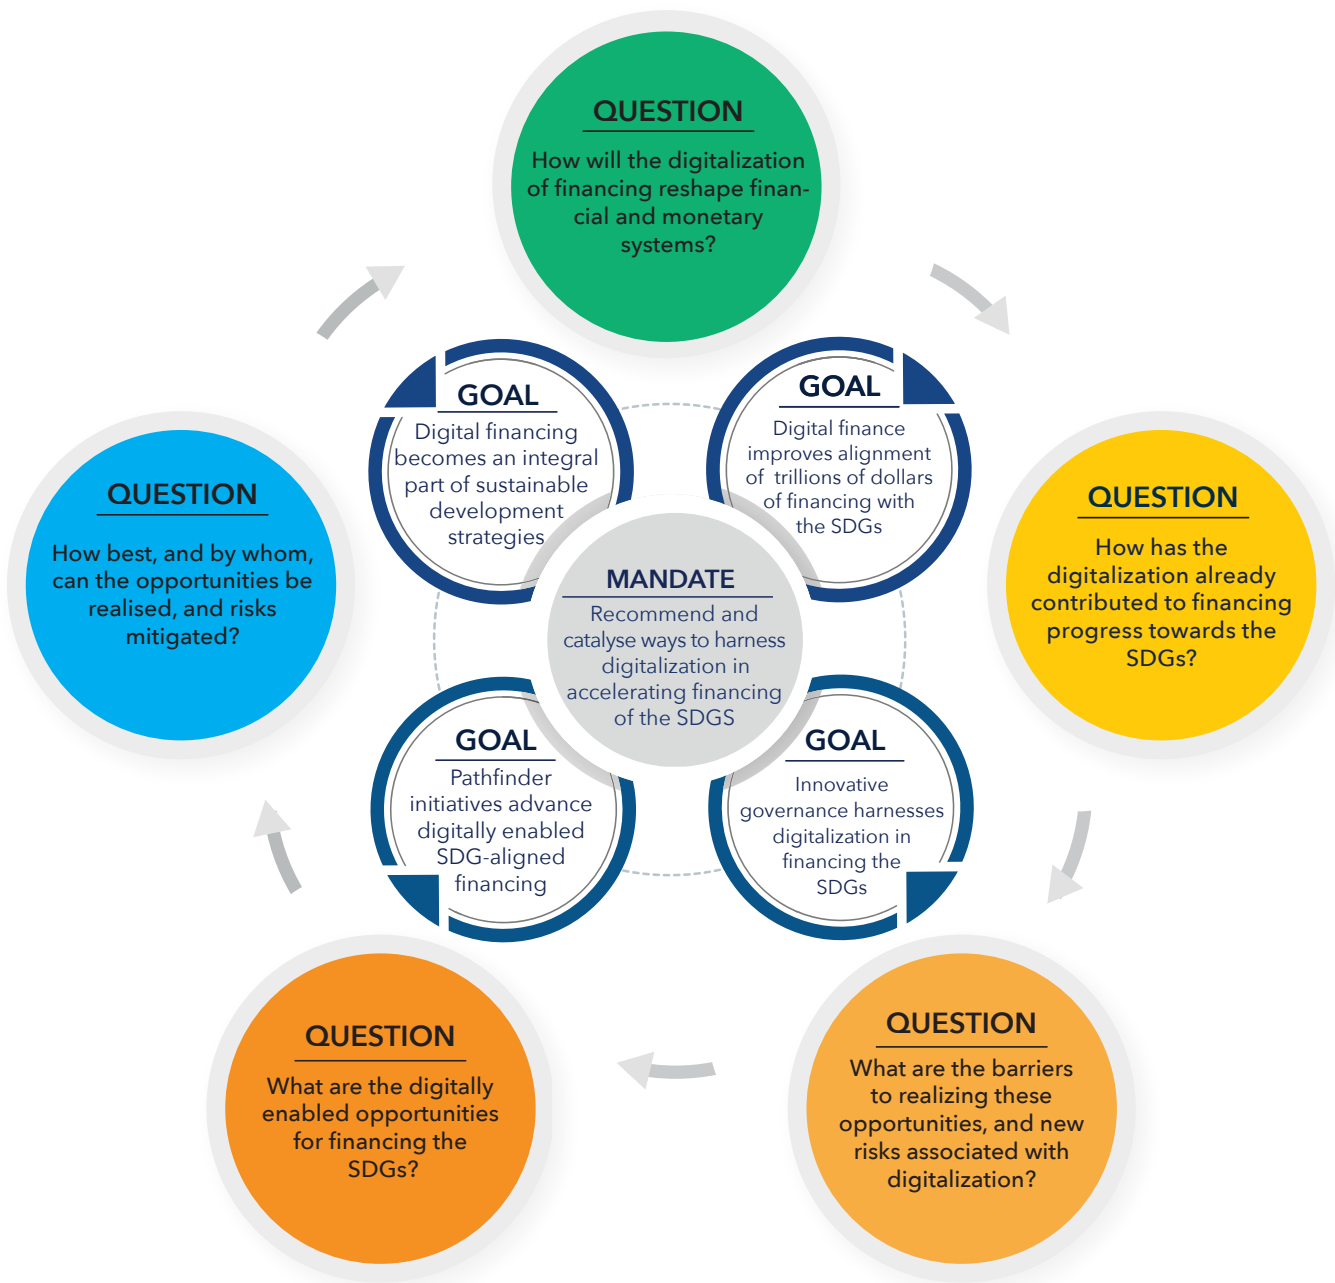 QUESTION
How will the digitalization
of financing reshape finan-
cial and monetary
systems?
GOAL
Digital financing
becomes an integral
part of sustainable
development
strategies
GOAL
Digital finance
improves alignment
of trillions of dollars
of financing with
the SDGs
QUESTION
How best, and by whom,
can the opportunities be
realised, and risks
mitigated?
MANDATE
Recommend and
catalyse ways to harness
digitalization in
accelerating financing
of the SDGS
QUESTION
How has the
digitalization already
contributed to financing
progress towards the
SDGs?
GOAL
Pathfinder
initiatives advance
digitally enabled
SDG-aligned
financing
GOAL
Innovative
governance harnesses
digitalization in
financing the
SDGs
QUESTION
What are the digitally
enabled opportunities
for financing the
SDGs?
QUESTION
What are the barriers
to realizing these
opportunities, and new
risks associated with
digitalization?